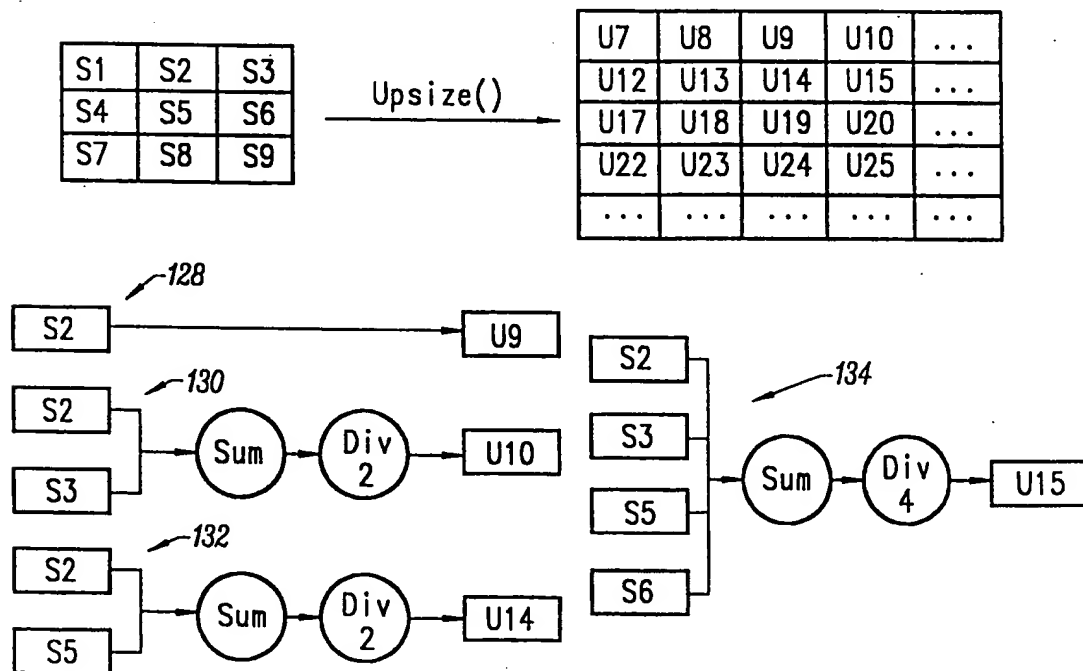 S1 S2 S3
S4 S5 S6
S7 S8 S9
Upsize()
U7 U8 U9 U10 ...
U12 U13 U14 U15 ...
U17 U18 U19 U20 ...
U22 U23 U24 U25 ...
... ... ... ... ...
128
S2 U9
130
S2
S3
Sum
Div 2
U10
132
S2
S5
Sum
Div 2
U14
134
S2
S3
S5
S6
Sum
Div 4
U15